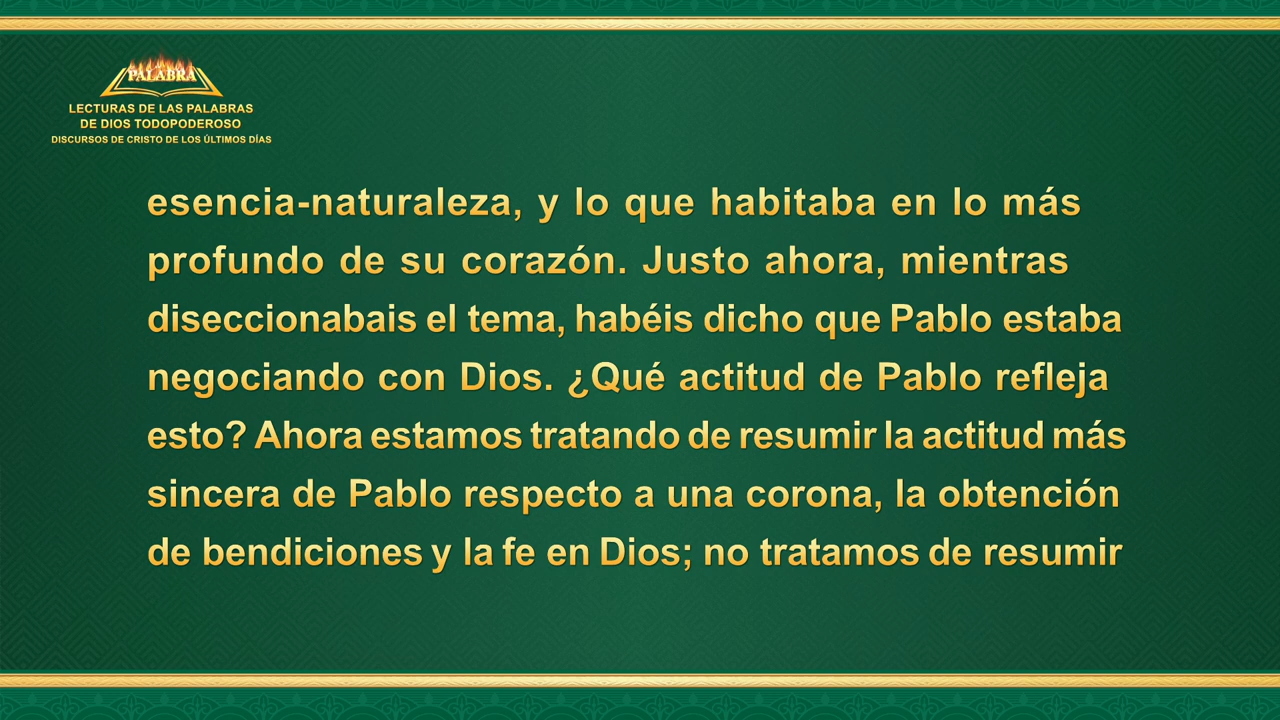 PALABRA
LECTURAS DE LAS PALABRAS
DE DIOS TODOPODEROSO
DISCURSOS DE CRISTO DE LOS ÚLTIMOS DÍAS
esencia-naturaleza, y lo que habitaba en lo más
profundo de su corazón. Justo ahora, mientras
diseccionabais el tema, habéis dicho que Pablo estaba
negociando con Dios. ¿Qué actitud de Pablo refleja
esto? Ahora estamos tratando de resumir la actitud más
sincera de Pablo respecto a una corona, la obtención
de bendiciones y la fe en Dios; no tratamos de resumir